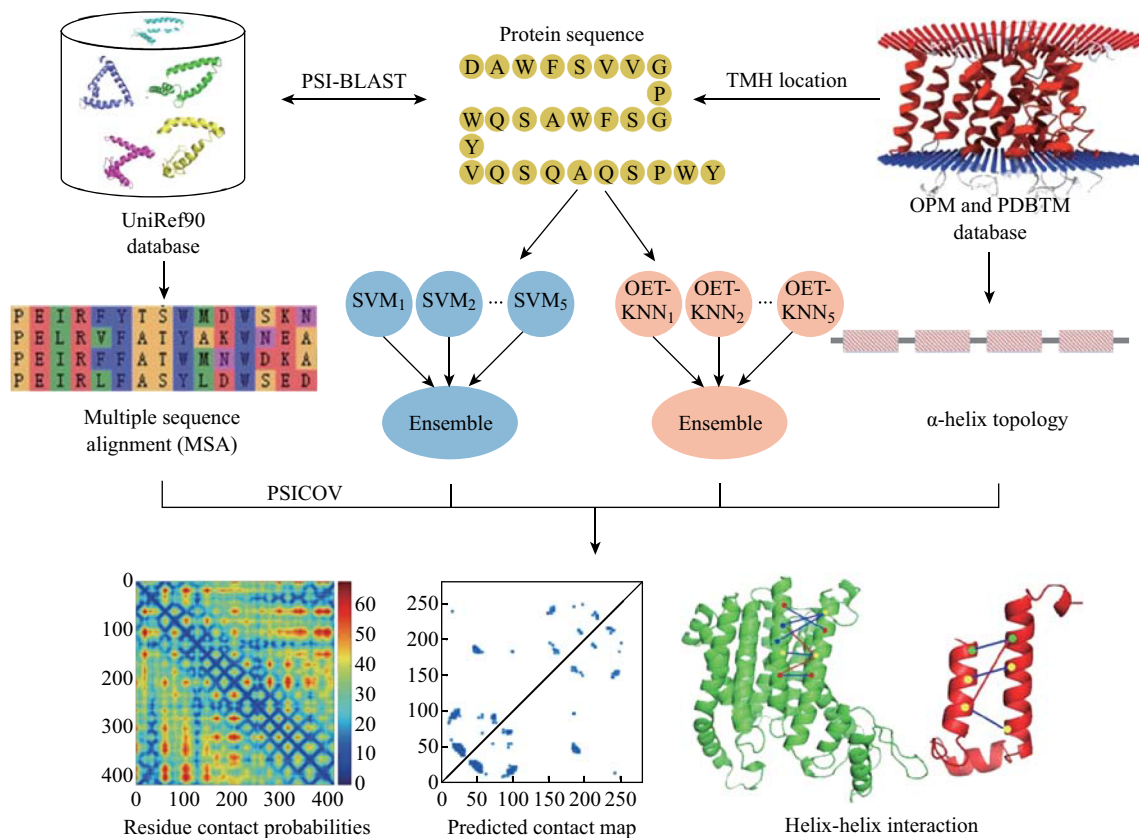 Protein sequence
D A W F S V V G
P
W Q S A W F S G
Y
V Q S Q A Q S P W Y
PSI-BLAST
TMH location
UniRef90
database
OPM and PDBTM
database
SVM1 SVM2 ... SVM5
OET-
KNN1
OET-
KNN2
...
OET-
KNN5
Ensemble
Ensemble
P E I R F Y T S W M D W S K N
P E L R V F A T Y A K W N E A
P E I R F F A T W M N W D K A
P E I R L F A S Y L D W S E D
Multiple sequence
alignment (MSA)
α-helix topology
PSICOV
0
100
200
300
400
0 100 200 300 400
60
50
40
30
20
10
0
Residue contact probabilities
250
200
150
100
50
0
0 50 100 150 200 250
Predicted contact map
Helix-helix interaction